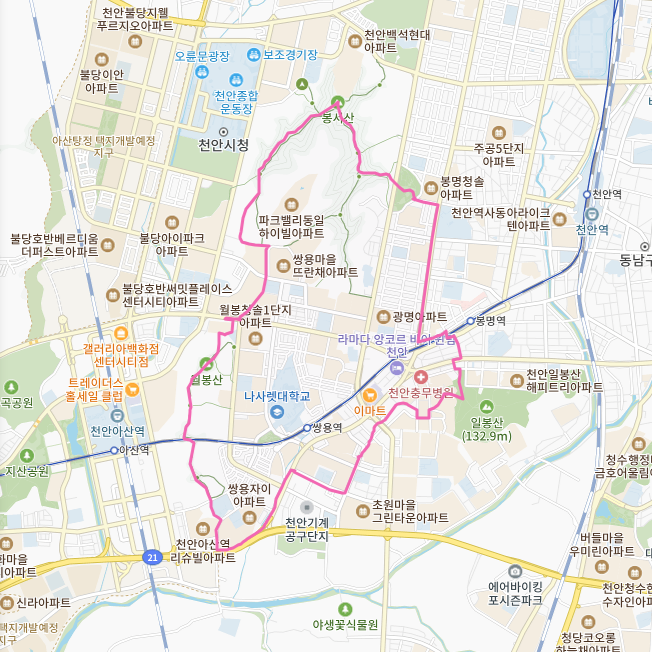 천안불당지웰
푸르지오아파트
천안백석현대
아파트
오륜문광장
보조경기장
불당이안
아파트
천안종합
운동장
봉서산
아산탕정 택지개발예정
지구
천안시청
주공5단지
아파트
봉명청솔
아파트
천안역
천안역사동아라이크
텐아파트
천안역
파크밸리동일
하이빌아파트
불당아이파크
아파트
불당호반베르디움
더퍼스트아파트
동남구
쌍용마을
뜨란채아파트
불당호반써밋플레이스
센터시티아파트
월봉청솔1단지
아파트
광명아파트
봉명역
갤러리아백화점
센터시티점
라마다 앙코르 바이 윈덤
천안
월봉산
트레이더스
홀세일 클럽
나사렛대학교
천안충무병원
천안일봉산
해피트리아파트
이마트
곡공원
천안아산역
쌍용역
일봉산
(132.9m)
아산역
지산공원
청수행정
금호어울림아
쌍용자이
아파트
초원마을
그린타운아파트
천안기계
공구단지
천안아산역
리슈빌아파트
21
버들마을
우미린아파트
화마을
아파트
에어바이킹
포시즌파크
천안청수한
수자인아파
신라아파트
야생꽃식물원
택지개발예정
지구
청당코오롱
하늘채아파트